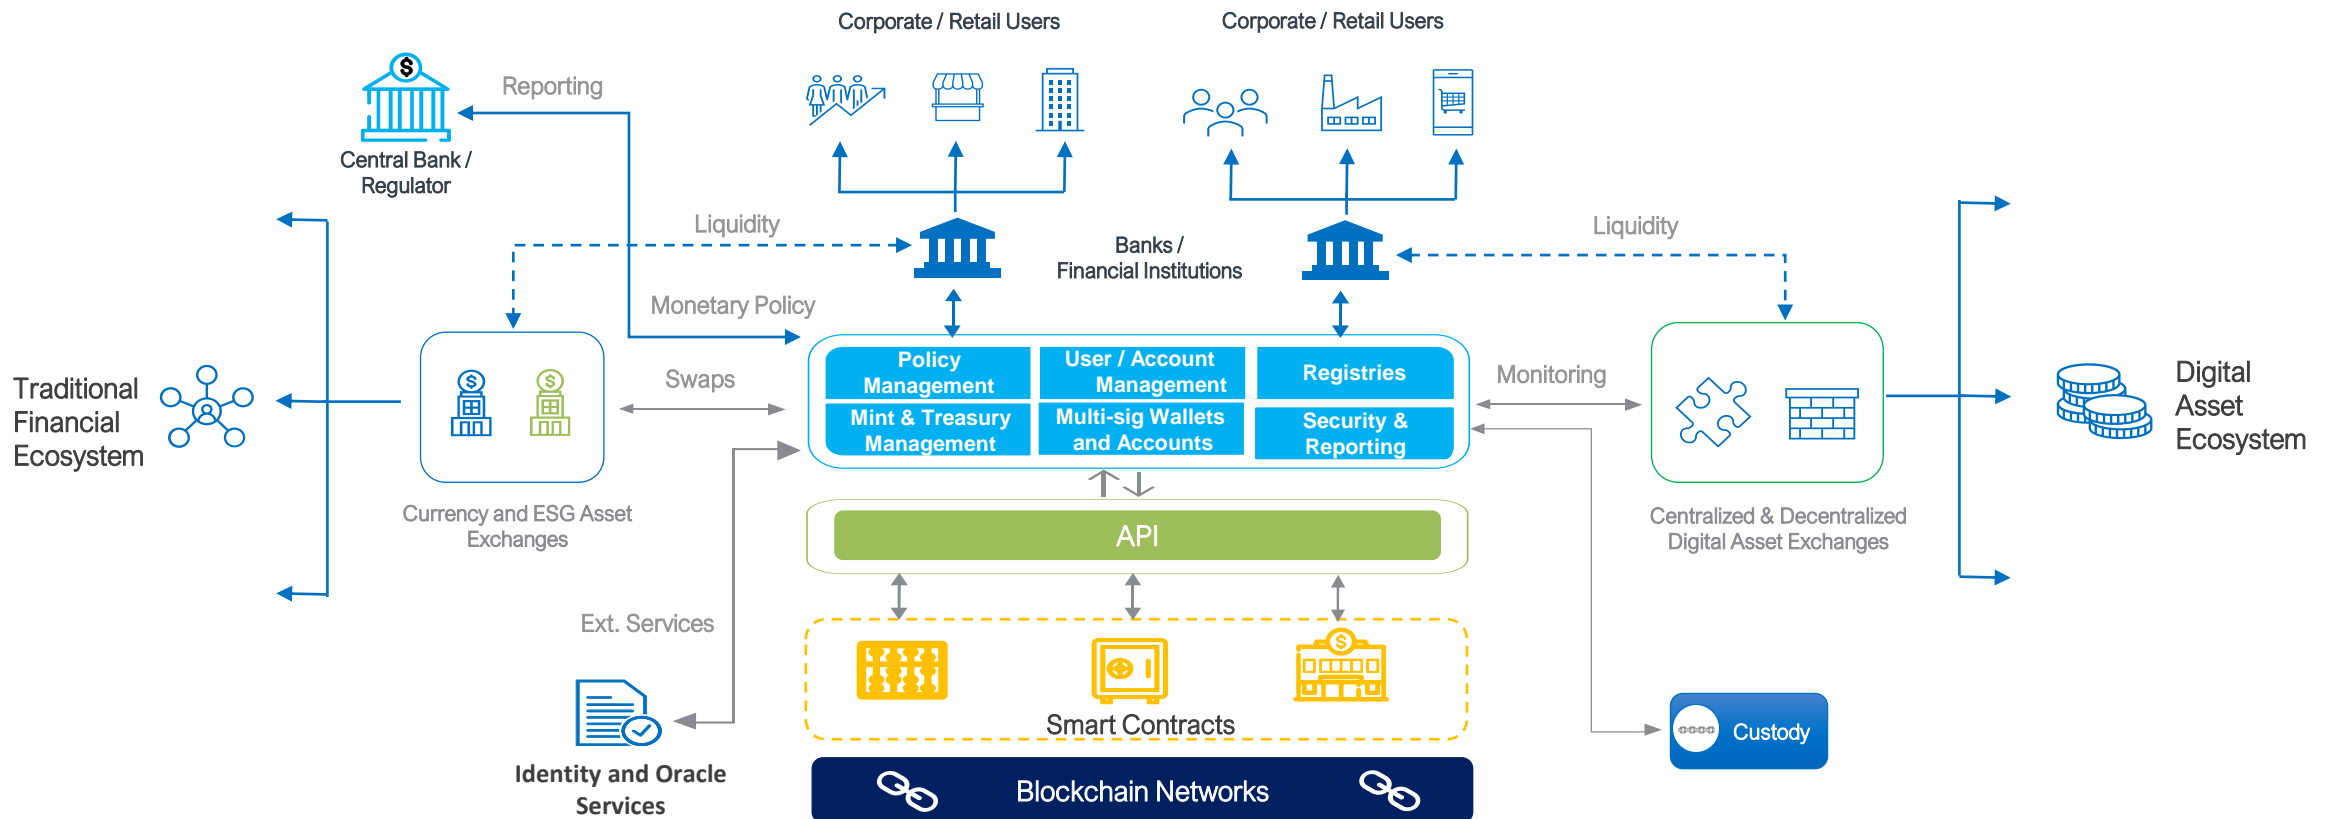 Corporate / Retail Users
Corporate / Retail Users
Reporting
Central Bank /
Regulator
Liquidity
Banks /
Financial Institutions
Liquidity
Monetary Policy
Traditional
Financial
Ecosystem
Swaps
Policy
Management
User / Account
Management
Registries
Mint & Treasury
Management
Multi-sig Wallets
and Accounts
Security &
Reporting
Monitoring
Digital
Asset
Ecosystem
Currency and ESG Asset
Exchanges
API
Centralized & Decentralized
Digital Asset Exchanges
Ext. Services
Smart Contracts
Custody
Identity and Oracle
Services
Blockchain Networks